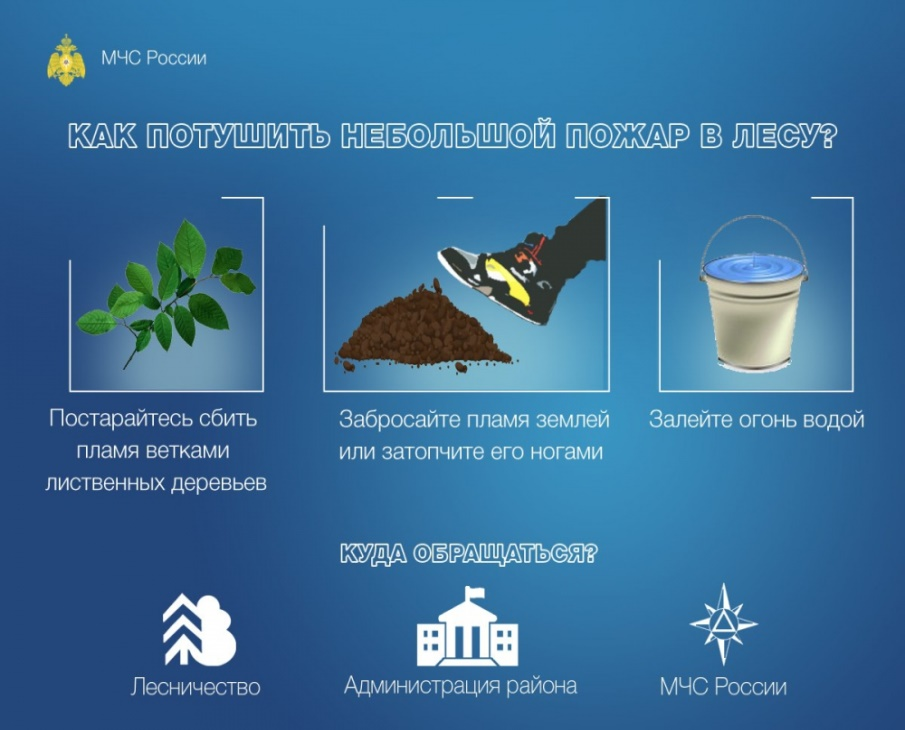 МЧС России
КАК ПОТУШИТЬ НЕБОЛЬШОЙ ПОЖАР В ЛЕСУ?
Постарайтесь сбить
пламя ветками
лиственных деревьев
Забросайте пламя землей
или затопчите его ногами
Залейте огонь водой
КУДА ОБРАЩАТЬСЯ?
Лесничество
Администрация района
МЧС России